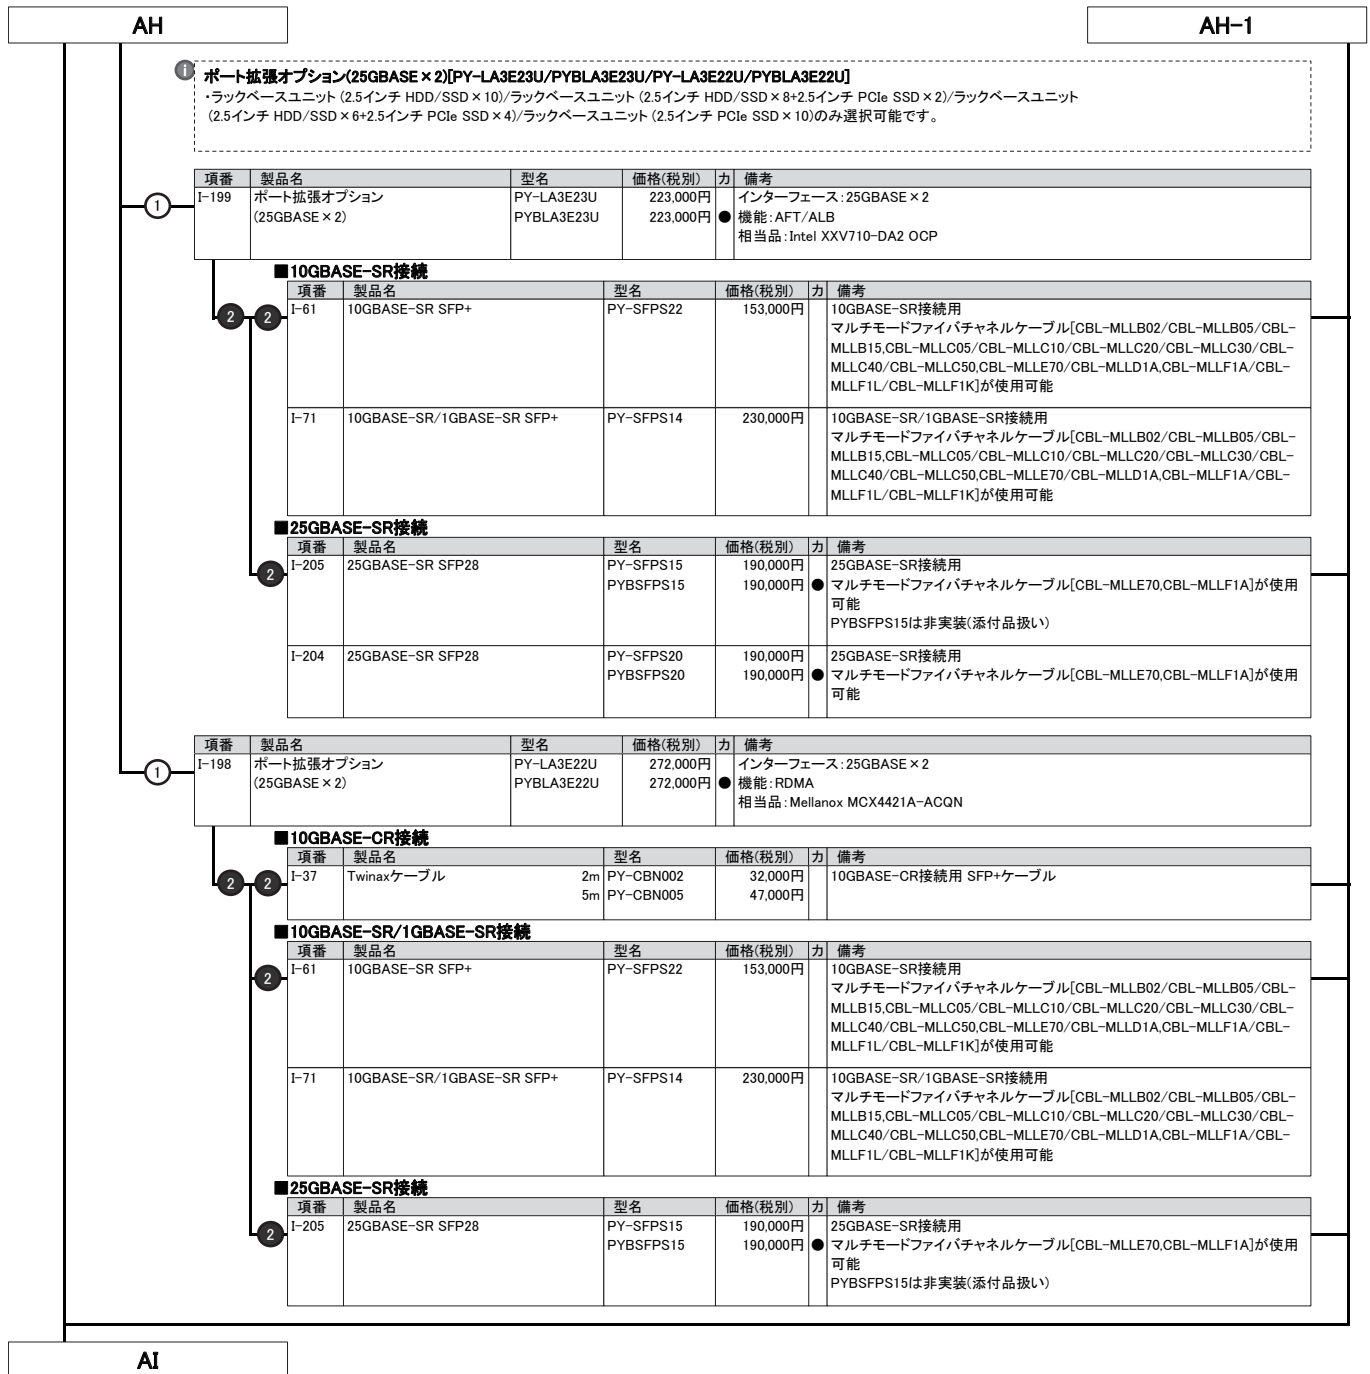 AH
AH-1
i
ポート拡張オプション(25GBASE×2)[PY-LA3E23U/PYBLA3E23U/PY-LA3E22U/PYBLA3E22U]
・ラックベースユニット (2.5インチ HDD/SSD×10)/ラックベースユニット (2.5インチ HDD/SSD×8+2.5インチ PCIe SSD×2)/ラックベースユニット
(2.5インチ HDD/SSD×6+2.5インチ PCIe SSD×4)/ラックベースユニット (2.5インチ PCIe SSD×10)のみ選択可能です。
項番 製品名 型名 価格(税別) カ 備考
1 I-199 ポート拡張オプション PY-LA3E23U 223,000円 インターフェース:25GBASE×2
(25GBASE×2) PYBLA3E23U 223,000円 ● 機能:AFT/ALB
相当品:Intel XXV710-DA2 OCP
■10GBASE-SR接続
項番 製品名 型名 価格(税別) カ 備考
2 2 I-61 10GBASE-SR SFP+ PY-SFPS22 153,000円 10GBASE-SR接続用
マルチモードファイバチャネルケーブル[CBL-MLLB02/CBL-MLLB05/CBL-
MLLB15,CBL-MLLC05/CBL-MLLC10/CBL-MLLC20/CBL-MLLC30/CBL-
MLLC40/CBL-MLLC50,CBL-MLLE70/CBL-MLLD1A,CBL-MLLF1A/CBL-
MLLF1L/CBL-MLLF1K]が使用可能
I-71 10GBASE-SR/1GBASE-SR SFP+ PY-SFPS14 230,000円 10GBASE-SR/1GBASE-SR接続用
マルチモードファイバチャネルケーブル[CBL-MLLB02/CBL-MLLB05/CBL-
MLLB15,CBL-MLLC05/CBL-MLLC10/CBL-MLLC20/CBL-MLLC30/CBL-
MLLC40/CBL-MLLC50,CBL-MLLE70/CBL-MLLD1A,CBL-MLLF1A/CBL-
MLLF1L/CBL-MLLF1K]が使用可能
■25GBASE-SR接続
項番 製品名 型名 価格(税別) カ 備考
2 I-205 25GBASE-SR SFP28 PY-SFPS15 190,000円 25GBASE-SR接続用
PYBSFPS15 190,000円 ● マルチモードファイバチャネルケーブル[CBL-MLLE70,CBL-MLLF1A]が使用
可能
PYBSFPS15は非実装(添付品扱い)
I-204 25GBASE-SR SFP28 PY-SFPS20 190,000円 25GBASE-SR接続用
PYBSFPS20 190,000円 ● マルチモードファイバチャネルケーブル[CBL-MLLE70,CBL-MLLF1A]が使用
可能
項番 製品名 型名 価格(税別) カ 備考
1 I-198 ポート拡張オプション PY-LA3E22U 272,000円 インターフェース:25GBASE×2
(25GBASE×2) PYBLA3E22U 272,000円 ● 機能:RDMA
相当品:Mellanox MCX4421A-ACQN
■10GBASE-CR接続
項番 製品名 型名 価格(税別) カ 備考
2 2 I-37 Twinaxケーブル 2m PY-CBN002 32,000円 10GBASE-CR接続用 SFP+ケーブル
5m PY-CBN005 47,000円
■10GBASE-SR/1GBASE-SR接続
項番 製品名 型名 価格(税別) カ 備考
2 I-61 10GBASE-SR SFP+ PY-SFPS22 153,000円 10GBASE-SR接続用
マルチモードファイバチャネルケーブル[CBL-MLLB02/CBL-MLLB05/CBL-
MLLB15,CBL-MLLC05/CBL-MLLC10/CBL-MLLC20/CBL-MLLC30/CBL-
MLLC40/CBL-MLLC50,CBL-MLLE70/CBL-MLLD1A,CBL-MLLF1A/CBL-
MLLF1L/CBL-MLLF1K]が使用可能
I-71 10GBASE-SR/1GBASE-SR SFP+ PY-SFPS14 230,000円 10GBASE-SR/1GBASE-SR接続用
マルチモードファイバチャネルケーブル[CBL-MLLB02/CBL-MLLB05/CBL-
MLLB15,CBL-MLLC05/CBL-MLLC10/CBL-MLLC20/CBL-MLLC30/CBL-
MLLC40/CBL-MLLC50,CBL-MLLE70/CBL-MLLD1A,CBL-MLLF1A/CBL-
MLLF1L/CBL-MLLF1K]が使用可能
■25GBASE-SR接続
項番 製品名 型名 価格(税別) カ 備考
2 I-205 25GBASE-SR SFP28 PY-SFPS15 190,000円 25GBASE-SR接続用
PYBSFPS15 190,000円 ● マルチモードファイバチャネルケーブル[CBL-MLLE70,CBL-MLLF1A]が使用
可能
PYBSFPS15は非実装(添付品扱い)
AI